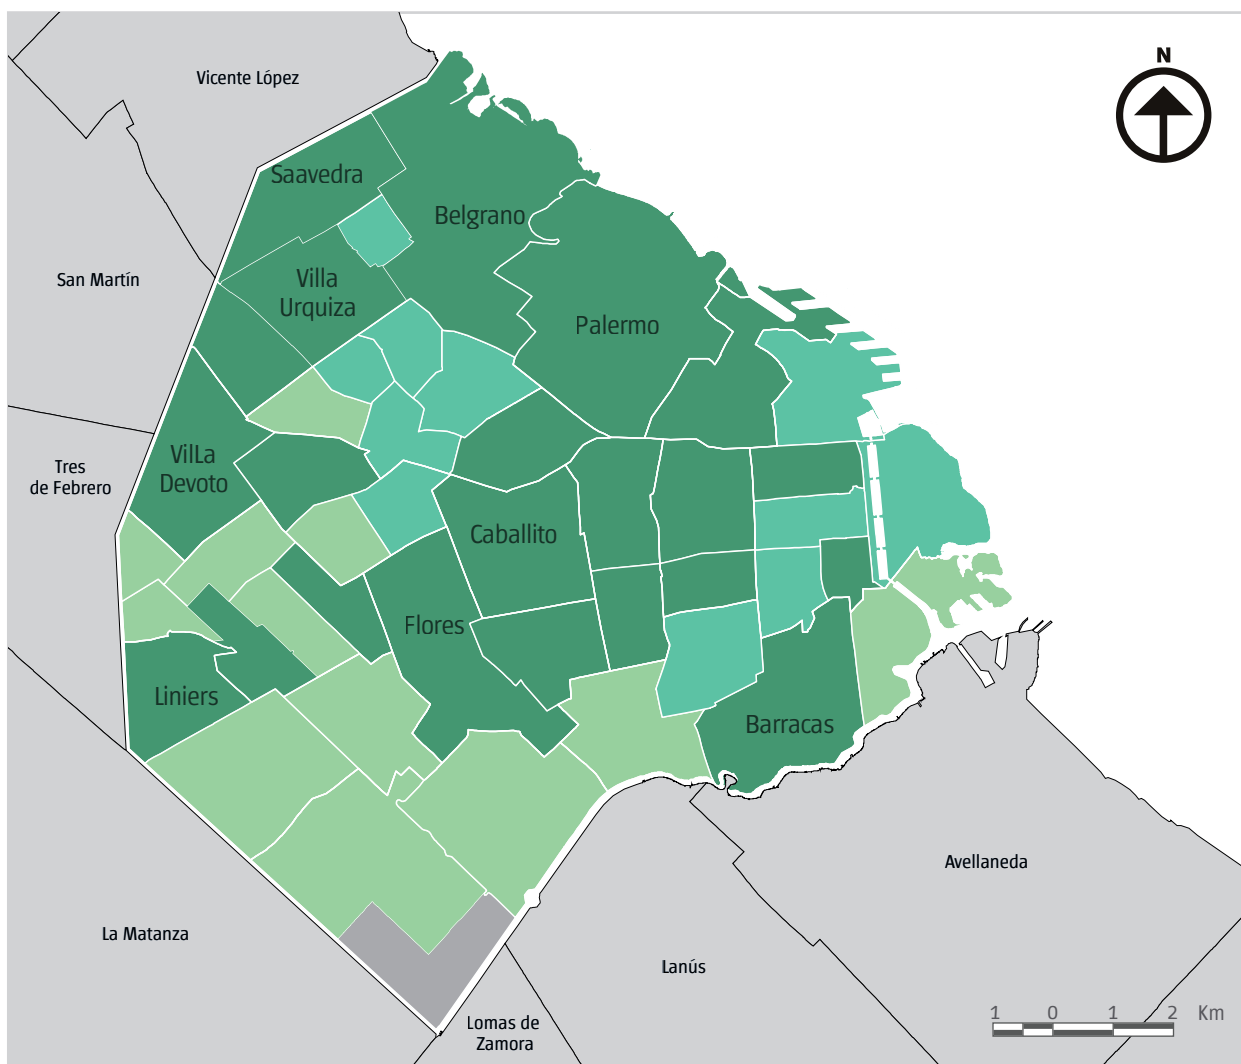 N
Vicente López
Saavedra
Belgrano
San Martín
Villa
Urquiza
Palermo
VilLa
Devoto
Tres
de Febrero
Caballito
Flores
Liniers
Barracas
Avellaneda
La Matanza
Lanús
Lomas de
Zamora
1 0 1 2 Km